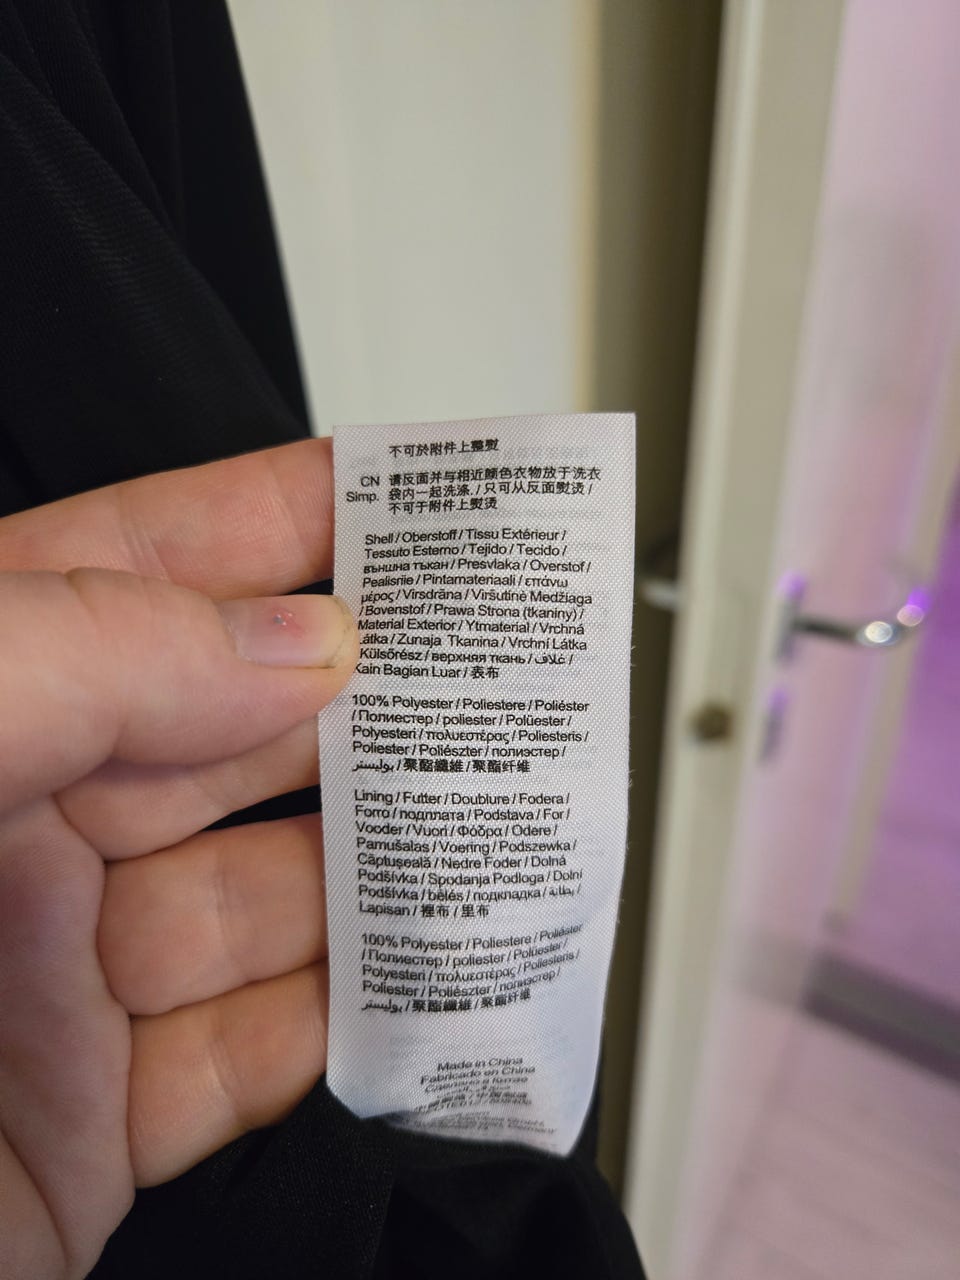 不可於附件上整熨
CN 请反面并与相近颜色衣物放于洗衣
Simp. 袋内一起洗涤. / 只可从反面熨烫 /
不可于附件上熨烫
Shell / Oberstoff / Tissu Extérieur /
Tessuto Esterno / Tejido / Tecido /
външна тъкан / Presvlaka / Overstof /
Pealisriie / Pintamateriaali / επάνω
μέρος / Virsdrāna / Viršutinė Medžiaga
/ Bovenstof / Prawa Strona (tkaniny) /
Material Exterior / Ytmaterial / Vrchná
Látka / Zunaja Tkanina / Vrchní Látka
Külsőrész / верхняя ткань / غلاف /
Kain Bagian Luar / 表布
100% Polyester / Poliestere / Poliéster
/ Полиестер / poliester / Polüester /
Polyesteri / πολυεστέρας / Poliesteris /
Poliester / Poliészter / полиэстер /
بوليستر / 聚酯纖維 / 聚酯纤维
Lining / Futter / Doublure / Fodera /
Forro / подплата / Podstava / For /
Vooder / Vuori / Φόδρα / Odere /
Pamušalas / Voering / Podszewka /
Căptușeală / Nedre Foder / Dolná
Podšívka / Spodanja Podloga / Dolní
Podšívka / bélés / подкладка / بطانة /
Lapisan / 裡布 / 里布
100% Polyester / Poliestere / Poliéster
/ Полиестер / poliester / Polüester /
Polyesteri / πολυεστέρας / Poliesteris /
Poliester / Poliészter / полиэстер /
بوليستر / 聚酯纖維 / 聚酯纤维
Made in China
Fabricado en China
Сделано в Китае